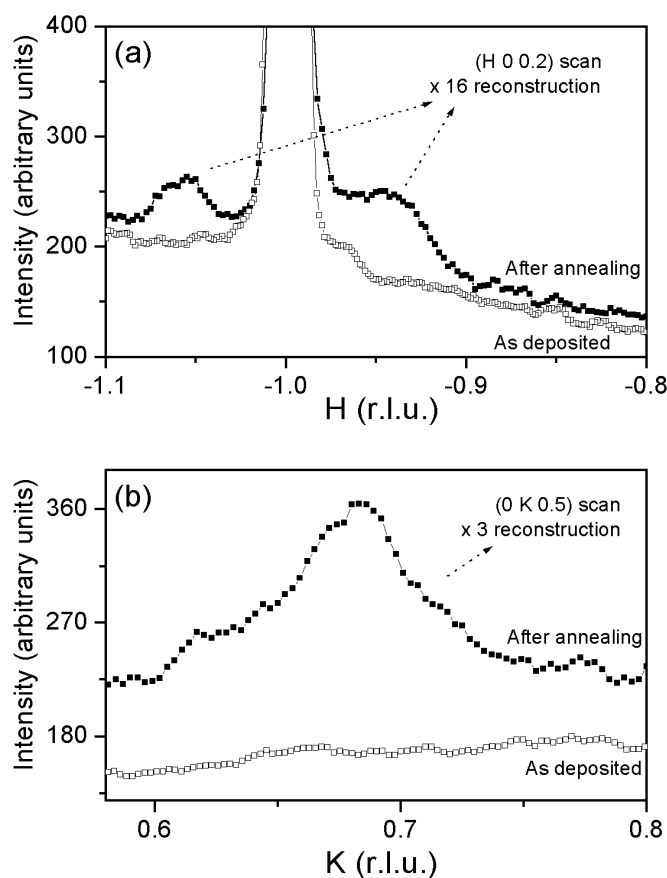 400
(a)
(H 0 0.2) scan
x 16 reconstruction
300
200
After annealing
As deposited
100
-1.1
-1.0
-0.9
-0.8
H (r.l.u.)
Intensity (arbitrary units)
(b)
360
(0 K 0.5) scan
x 3 reconstruction
270
After annealing
180
As deposited
0.6
0.7
0.8
K (r.l.u.)
Intensity (arbitrary units)